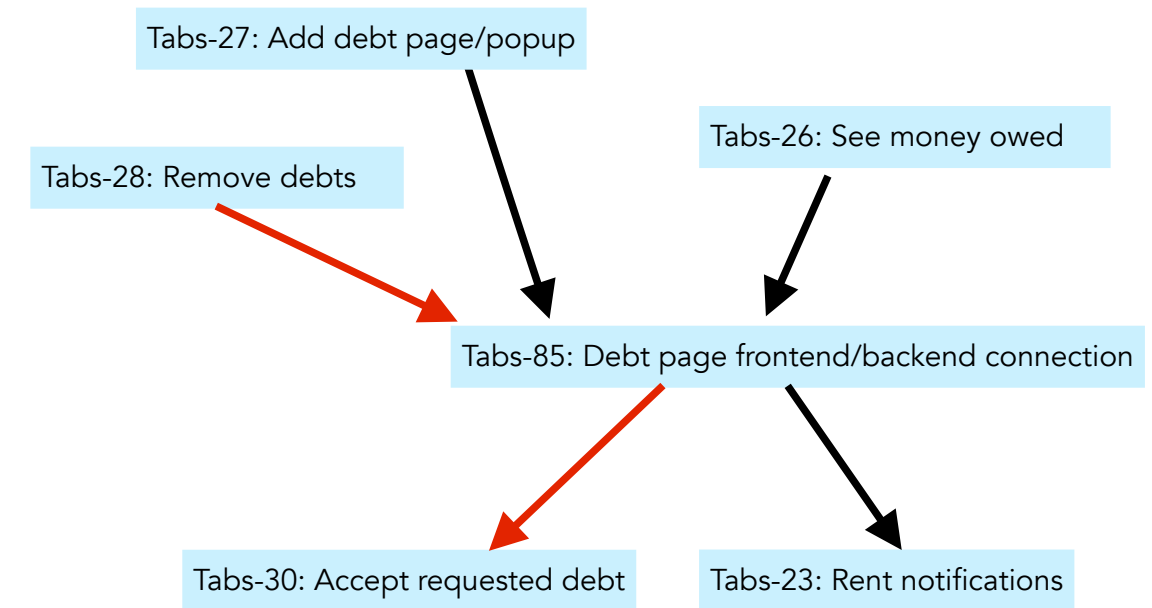 Tabs-27: Add debt page/popup
Tabs-26: See money owed
Tabs-28: Remove debts
Tabs-85: Debt page frontend/backend connection
Tabs-30: Accept requested debt
Tabs-23: Rent notifications